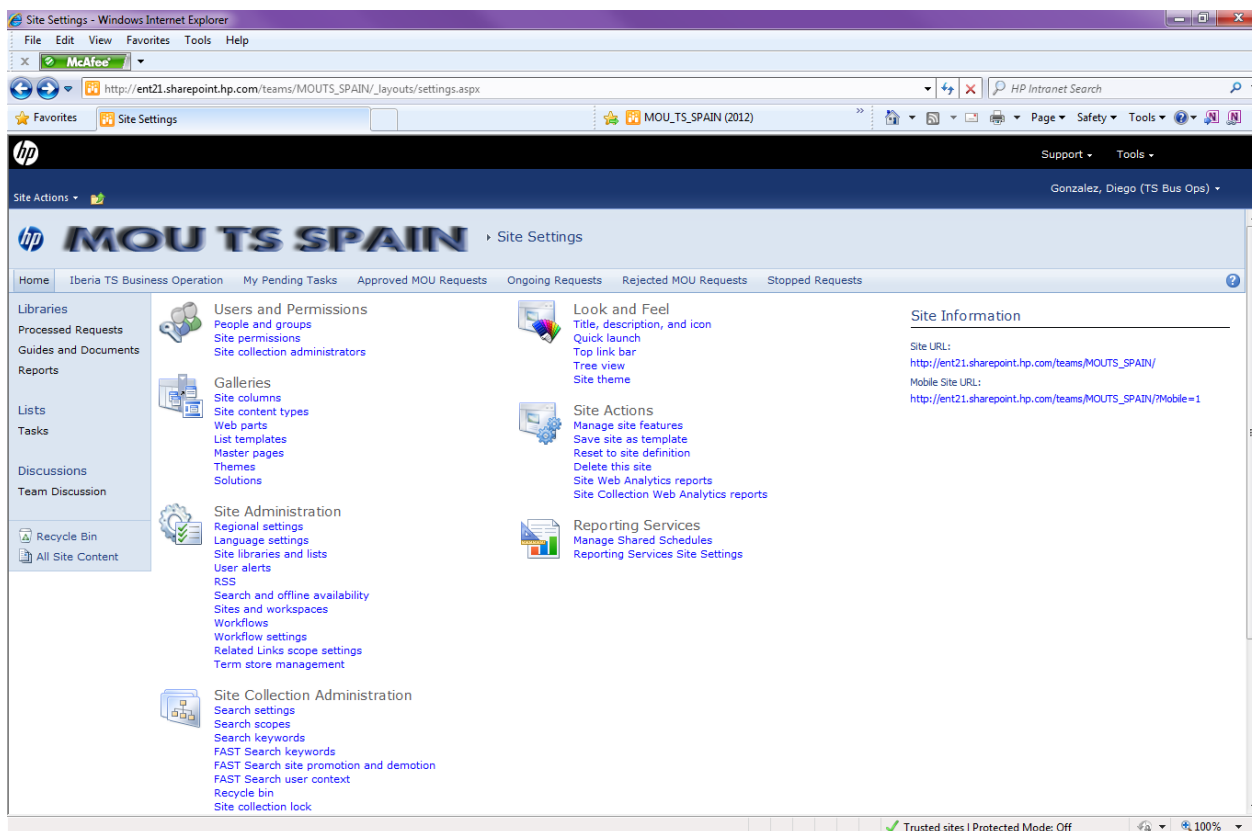 Site Settings - Windows Internet Explorer
File Edit View Favorites Tools Help
x McAfee
http://ent21.sharepoint.hp.com/teams/MOUTS_SPAIN/_layouts/settings.aspx
HP Intranet Search
Favorites
Site Settings
MOU_TS_SPAIN (2012)
Page Safety Tools
hp
Support Tools
Site Actions
Gonzalez, Diego (TS Bus Ops)
hp MOU TS SPAIN Site Settings
Home Iberia TS Business Operation My Pending Tasks Approved MOU Requests Ongoing Requests Rejected MOU Requests Stopped Requests
Libraries
Processed Requests
Guides and Documents
Reports
Lists
Tasks
Discussions
Team Discussion
Recycle Bin
All Site Content
Users and Permissions
People and groups
Site permissions
Site collection administrators
Galleries
Site columns
Site content types
Web parts
List templates
Master pages
Themes
Solutions
Site Administration
Regional settings
Language settings
Site libraries and lists
User alerts
RSS
Search and offline availability
Sites and workspaces
Workflows
Workflow settings
Related Links scope settings
Term store management
Site Collection Administration
Search settings
Search scopes
Search keywords
FAST Search keywords
FAST Search site promotion and demotion
FAST Search user context
Recycle bin
Site collection lock
Look and Feel
Title, description, and icon
Quick launch
Top link bar
Tree view
Site theme
Site Actions
Manage site features
Save site as template
Reset to site definition
Delete this site
Site Web Analytics reports
Site Collection Web Analytics reports
Reporting Services
Manage Shared Schedules
Reporting Services Site Settings
Site Information
Site URL:
http://ent21.sharepoint.hp.com/teams/MOUTS_SPAIN/
Mobile Site URL:
http://ent21.sharepoint.hp.com/teams/MOUTS_SPAIN/?Mobile=1
Trusted sites | Protected Mode: Off
100%